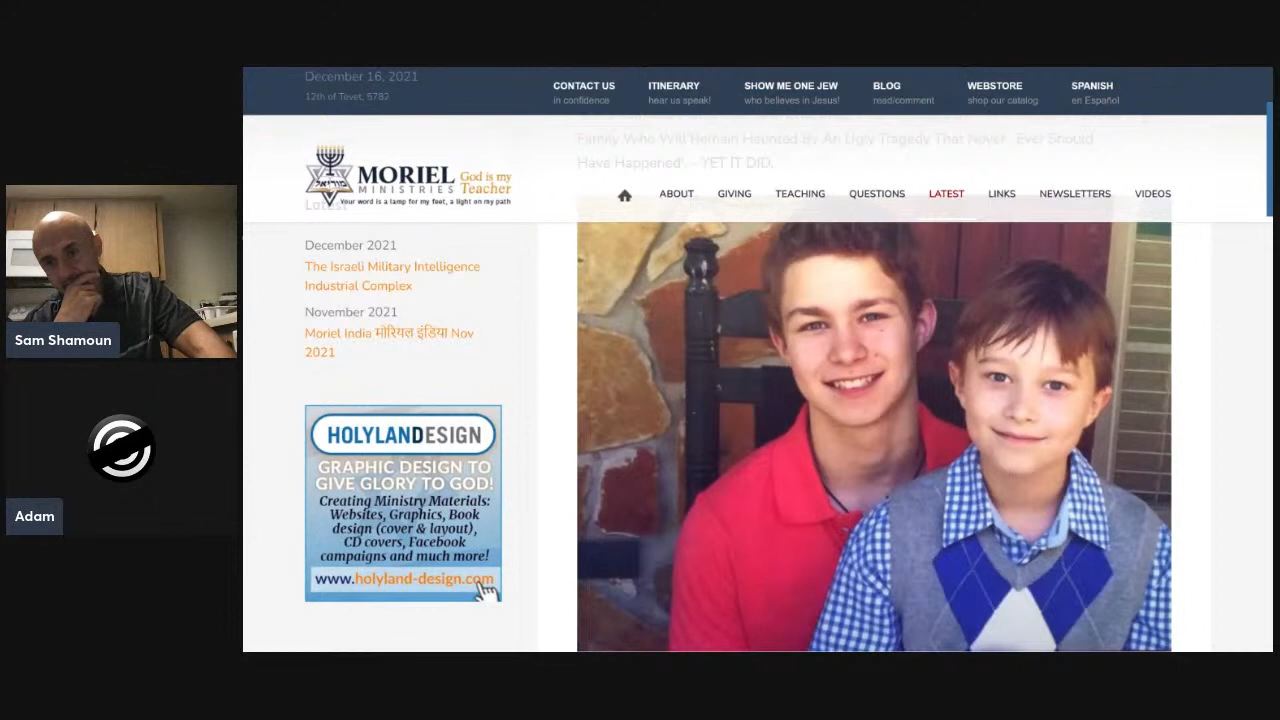 December 16, 2021
12th of Tevet, 5782
CONTACT US
in confidence
ITINERARY
hear us speak!
SHOW ME ONE JEW
who believes in Jesus!
BLOG
read/comment
WEBSTORE
shop our catalog
SPANISH
en Español
Family Who Will Remain Haunted By An Ugly Tragedy That Never Ever Should
Have Happened'. – YET IT DID.
MORIEL God is my
MINISTRIES Teacher
Your word is a lamp for my feet, a light on my path
ABOUT GIVING TEACHING QUESTIONS LATEST LINKS NEWSLETTERS VIDEOS
Latest
December 2021
The Israeli Military Intelligence
Industrial Complex
November 2021
Moriel India मोरियल इंडिया Nov
2021
HOLYLANDESIGN
GRAPHIC DESIGN TO
GIVE GLORY TO GOD!
Creating Ministry Materials:
Websites, Graphics, Book
design (cover & layout),
CD covers, Facebook
campaigns and much more!
www.holyland-design.com
Sam Shamoun
Adam